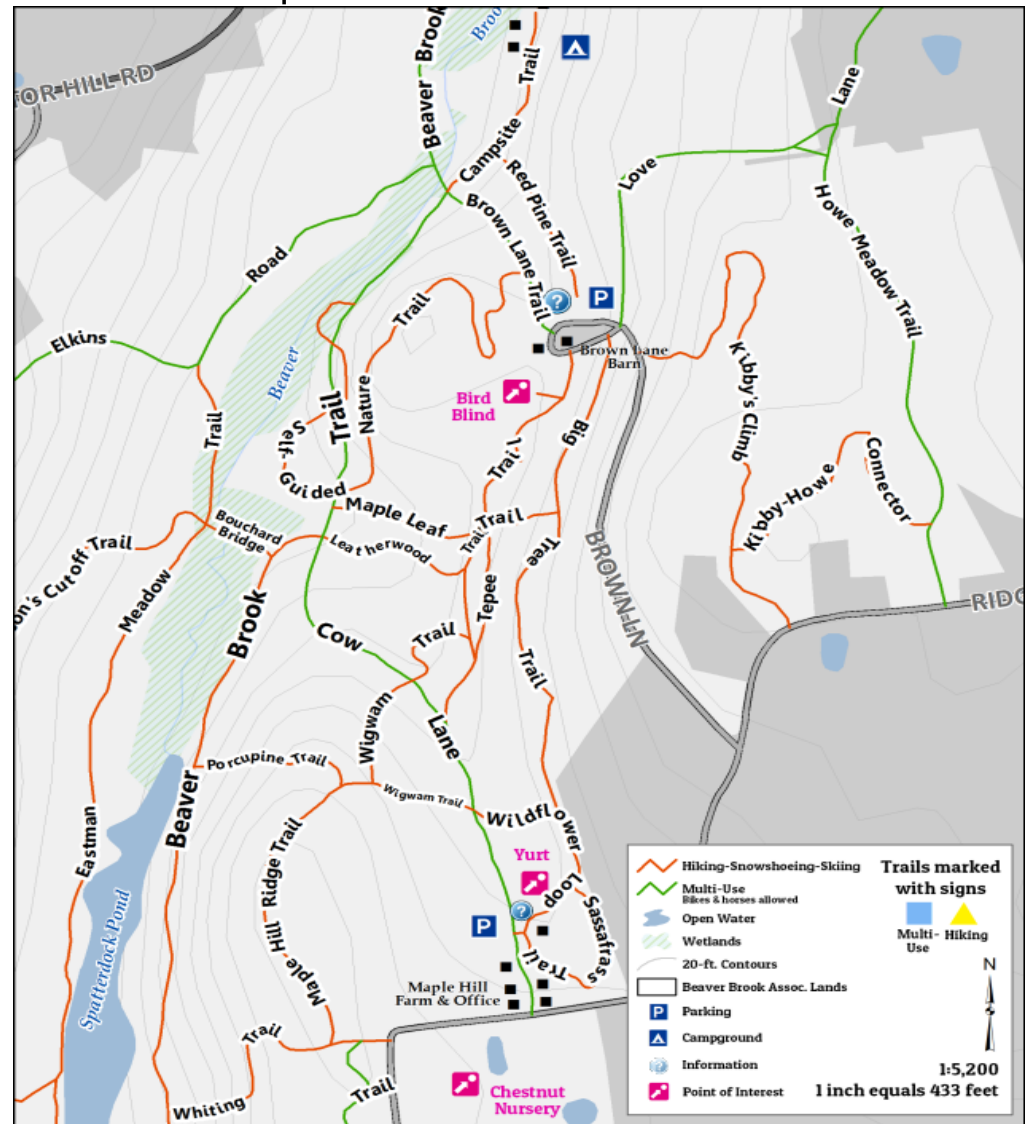 Beaver Brook
Broo
Trail
Campsite
TOR HILL RD
Lane
Love
Red Pine Trail
Brown Lane Trail
Howe Meadow Trail
Road
Elkins
Beaver
Trail
?
P
Brown Lane
Barn
Nature
Trail
Bird
Blind
Self-
Guided
Trail
Big
Tree
Trail
Kibby's Climb
Kibby-Howe
Connector
Trail
Trail
Maple Leaf
Trail
Bouchard
Bridge
Leatherwood
Trail
Tepee
on's Cutoff Trail
Meadow
Eastman
Brook
Beaver
Cow
Lane
Trail
Wigwam
BROWN LN
RIDG
Porcupine Trail
Wigwam Trail
Wildflower
Loop
Trail
Yurt
Sassafrass
?
P
Maple Hill Ridge Trail
Maple Hill
Farm & Office
Spatterdock Pond
Trail
Whiting
Trail
Chestnut
Nursery
Hiking-Snowshoeing-Skiing
Multi-Use
Bikes & horses allowed
Open Water
Wetlands
20-ft. Contours
Beaver Brook Assoc. Lands
P Parking
Campground
? Information
Point of Interest
Trails marked
with signs
Multi-Use
Hiking
N
1:5,200
1 inch equals 433 feet